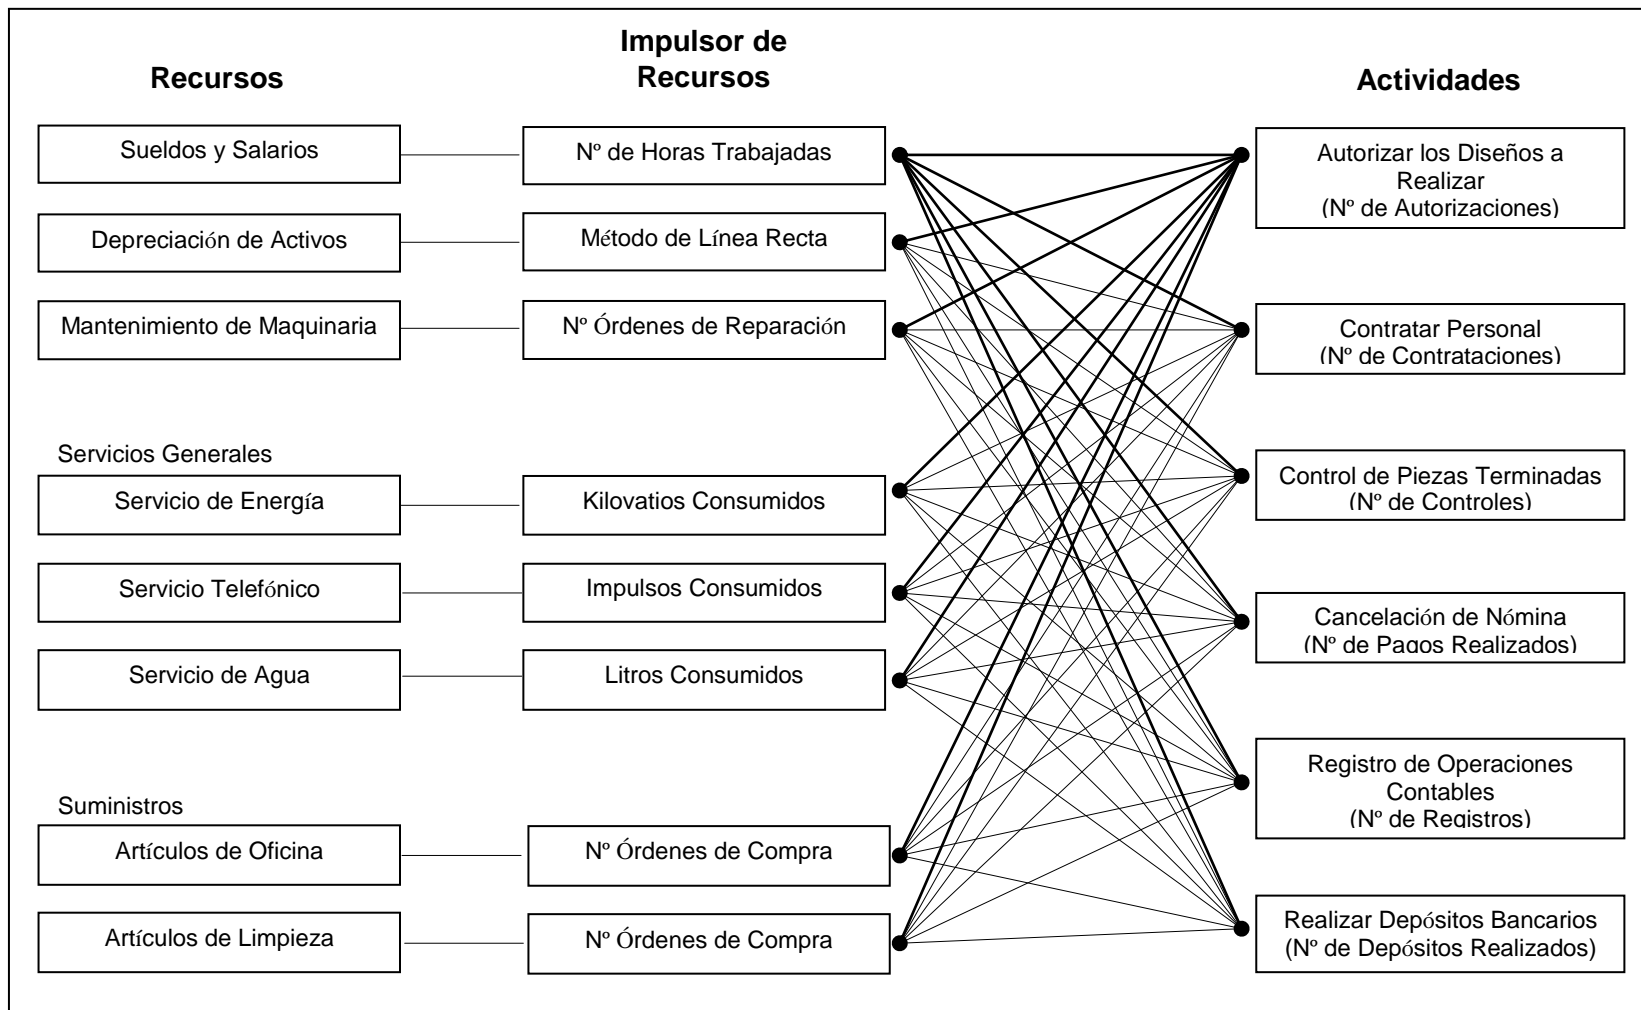 Recursos
Impulsor de
Recursos
Actividades
Sueldos y Salarios
Nº de Horas Trabajadas
Autorizar los Diseños a
Realizar
(Nº de Autorizaciones)
Depreciación de Activos
Método de Línea Recta
Mantenimiento de Maquinaria
Nº Órdenes de Reparación
Contratar Personal
(Nº de Contrataciones)
Servicios Generales
Servicio de Energía
Kilovatios Consumidos
Control de Piezas Terminadas
(Nº de Controles)
Servicio Telefónico
Impulsos Consumidos
Cancelación de Nómina
(Nº de Pagos Realizados)
Servicio de Agua
Litros Consumidos
Registro de Operaciones
Contables
(Nº de Registros)
Suministros
Artículos de Oficina
Nº Órdenes de Compra
Artículos de Limpieza
Nº Órdenes de Compra
Realizar Depósitos Bancarios
(Nº de Depósitos Realizados)